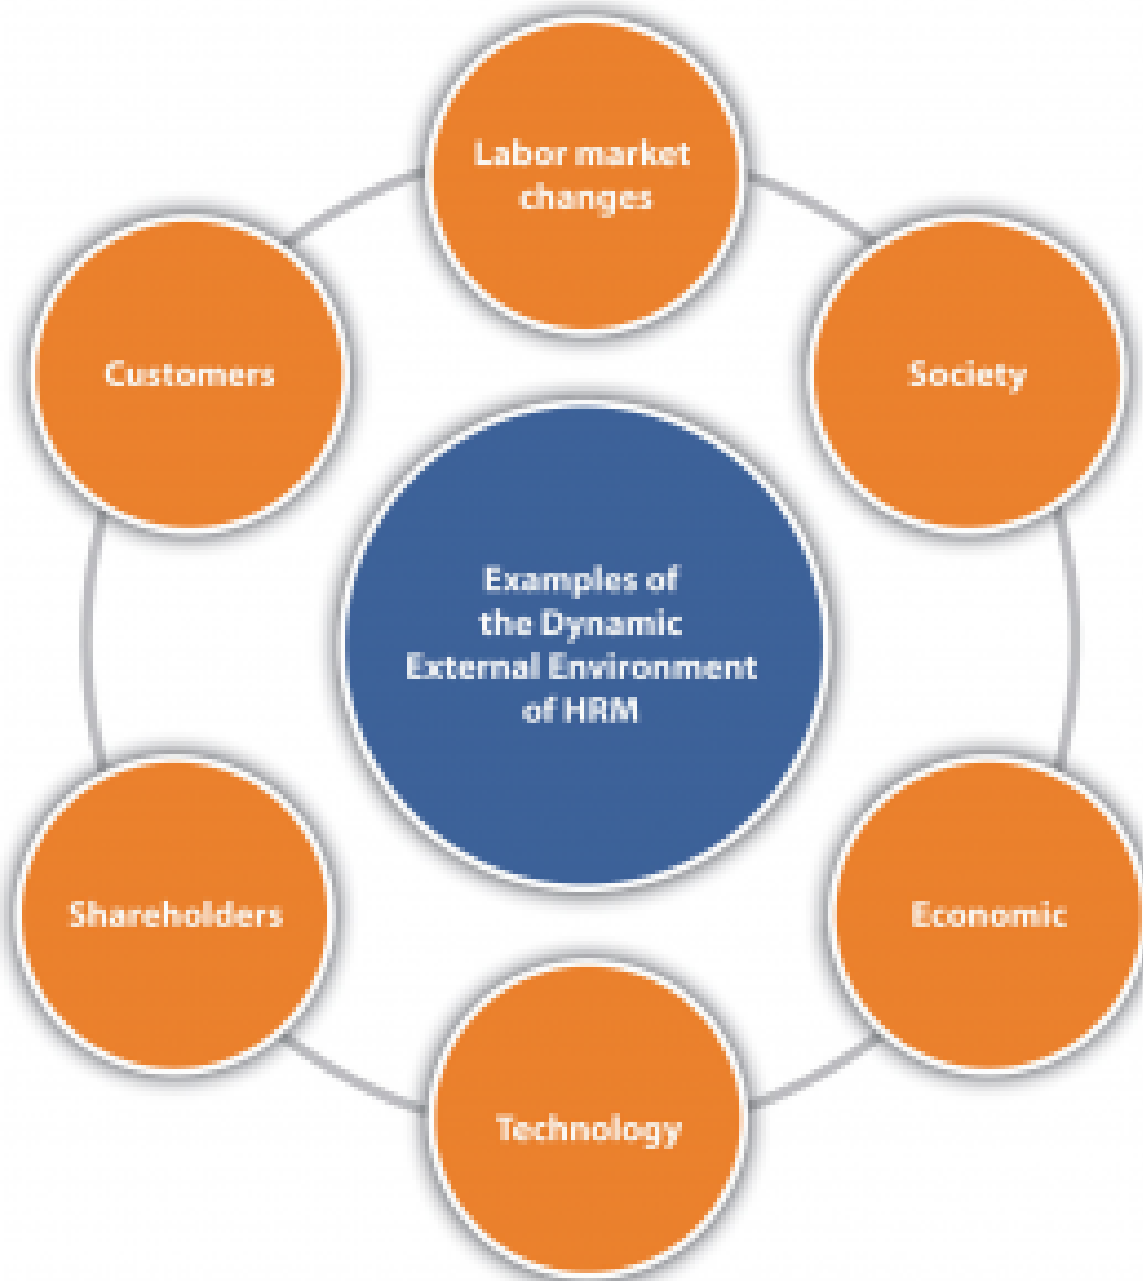 Labor market
changes
Customers
Society
Examples of
the Dynamic
External Environment
of HRM
Shareholders
Economic
Technology